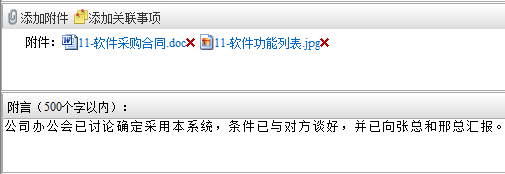 添加附件 添加关联事项
附件：11-软件采购合同.doc 11-软件功能列表.jpg
附言（500个字以内）：
公司办公会已讨论确定采用本系统，条件已与对方谈好，并已向张总和邢总汇报。